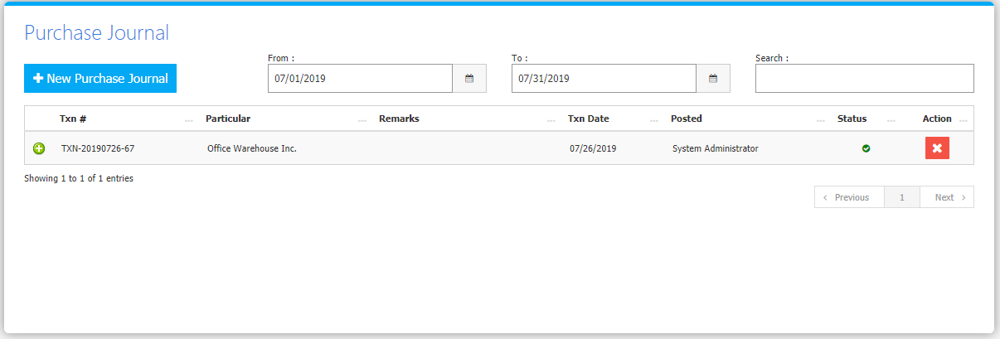 Purchase Journal
From :
To :
Search :
New Purchase Journal
07/01/2019
07/31/2019
Txn # ... Particular ... Remarks ... Txn Date ... Posted ... Status ... Action ...
TXN-20190726-67 Office Warehouse Inc. 07/26/2019 System Administrator
Showing 1 to 1 of 1 entries
Previous 1 Next